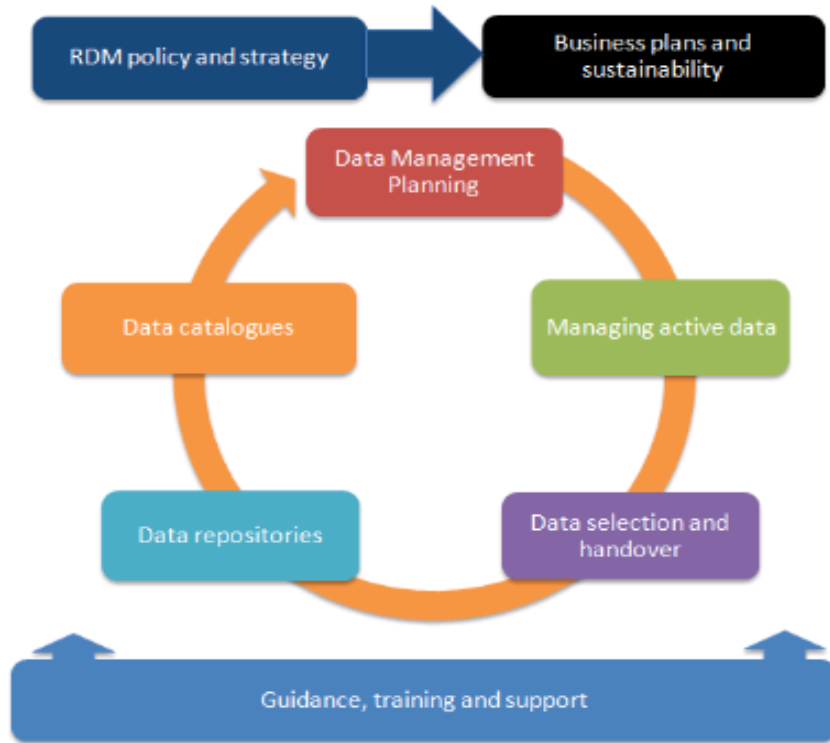 RDM policy and strategy
Business plans and
sustainability
Data Management
Planning
Data catalogues
Managing active data
Data repositories
Data selection and
handover
Guidance, training and support